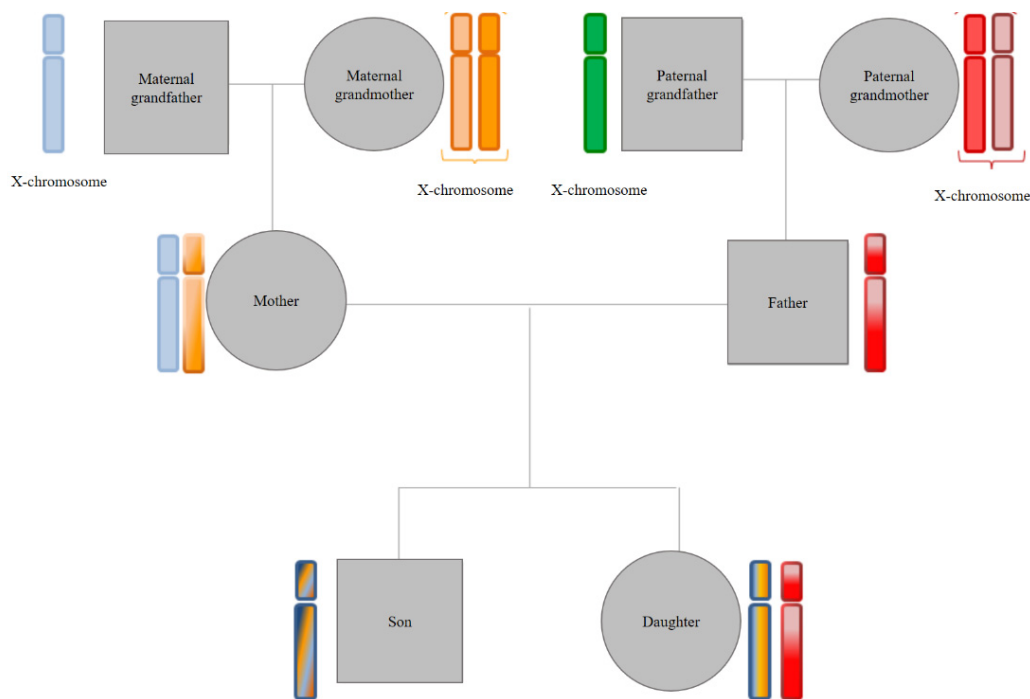 Maternal
grandfather
Maternal
grandmother
Paternal
grandfather
Paternal
grandmother
X-chromosome
X-chromosome
X-chromosome
X-chromosome
Mother
Father
Son
Daughter